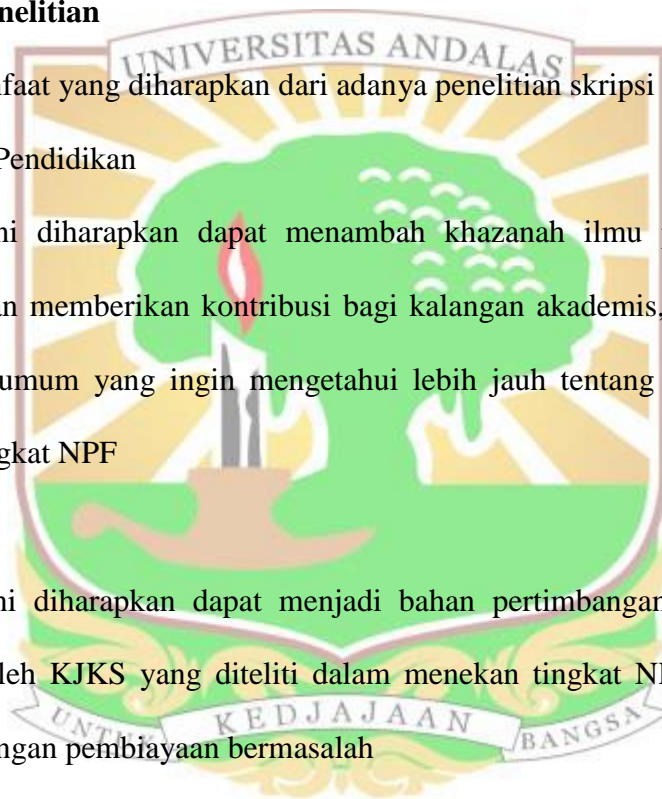 nelitian
UNIVERSITAS ANDALAS
faat yang diharapkan dari adanya penelitian skripsi
Pendidikan
ni diharapkan dapat menambah khazanah ilmu
an memberikan kontribusi bagi kalangan akademis,
umum yang ingin mengetahui lebih jauh tentang
gkat NPF
ni diharapkan dapat menjadi bahan pertimbangan
leh KJKS yang diteliti dalam menekan tingkat
ngan pembiayaan bermasalah
UNTUK KEDJAJAAN BANGSA